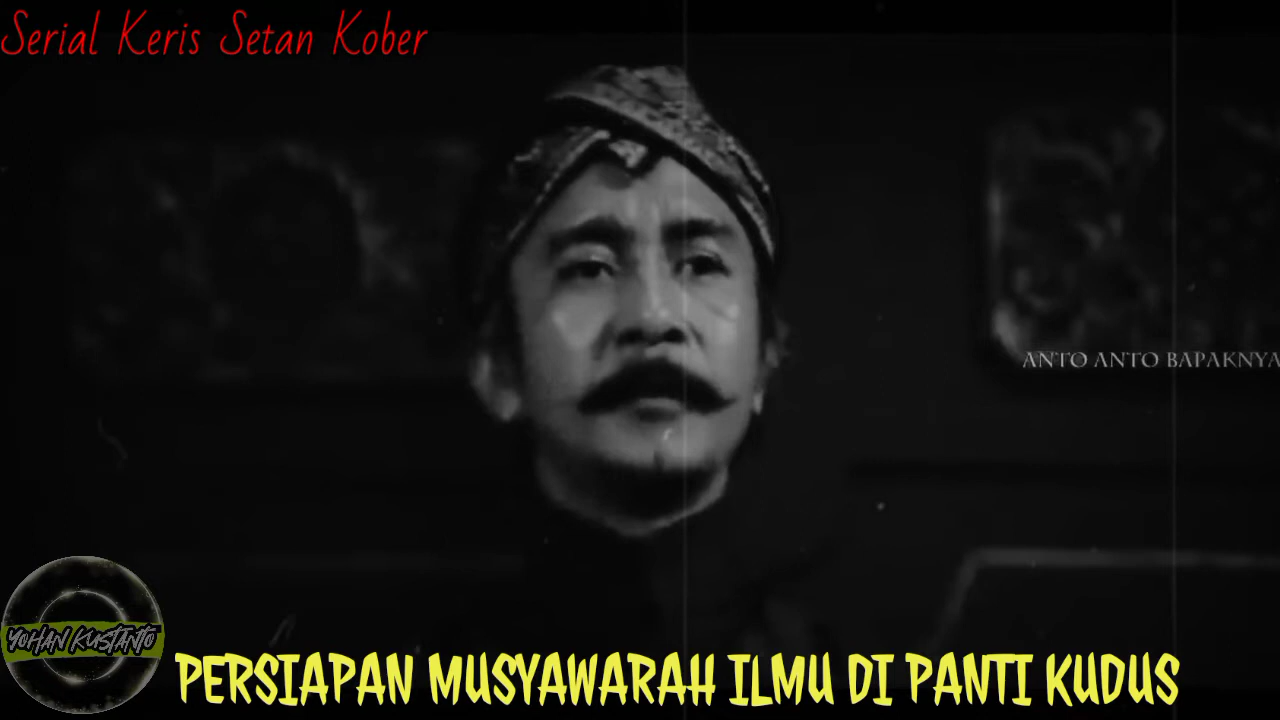 Serial Keris Setan Kober
ANTO ANTO BAPAKNYA
YOHAN KUSTANTO
PERSIAPAN MUSYAWARAH ILMU DI PANTI KUDUS